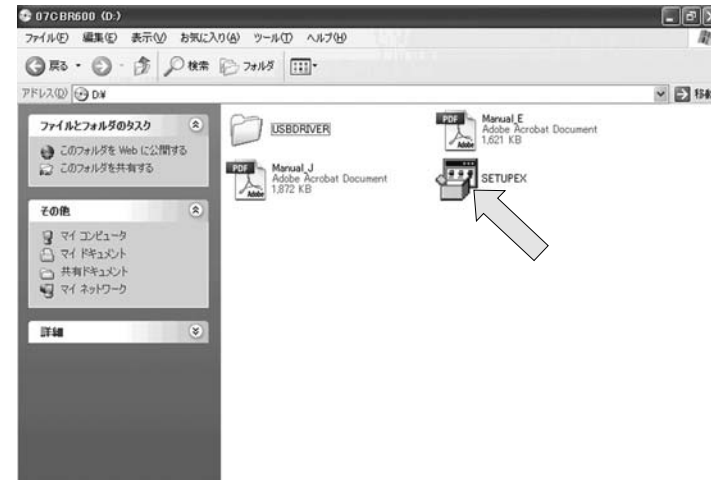 07CBR600 (D:)
ファイル(F) 編集(E) 表示(V) お気に入り(A) ツール(T) ヘルプ(H)
戻る 検索 フォルダ
アドレス(D) D¥ 移動
ファイルとフォルダのタスク
このフォルダを Web に公開する
このフォルダを共有する
その他
マイ コンピュータ
マイ ドキュメント
共有ドキュメント
マイ ネットワーク
詳細
USBDRIVER
PDF
Adobe
Manual_E
Adobe Acrobat Document
1,621 KB
PDF
Adobe
Manual_J
Adobe Acrobat Document
1,872 KB
SETUPEX